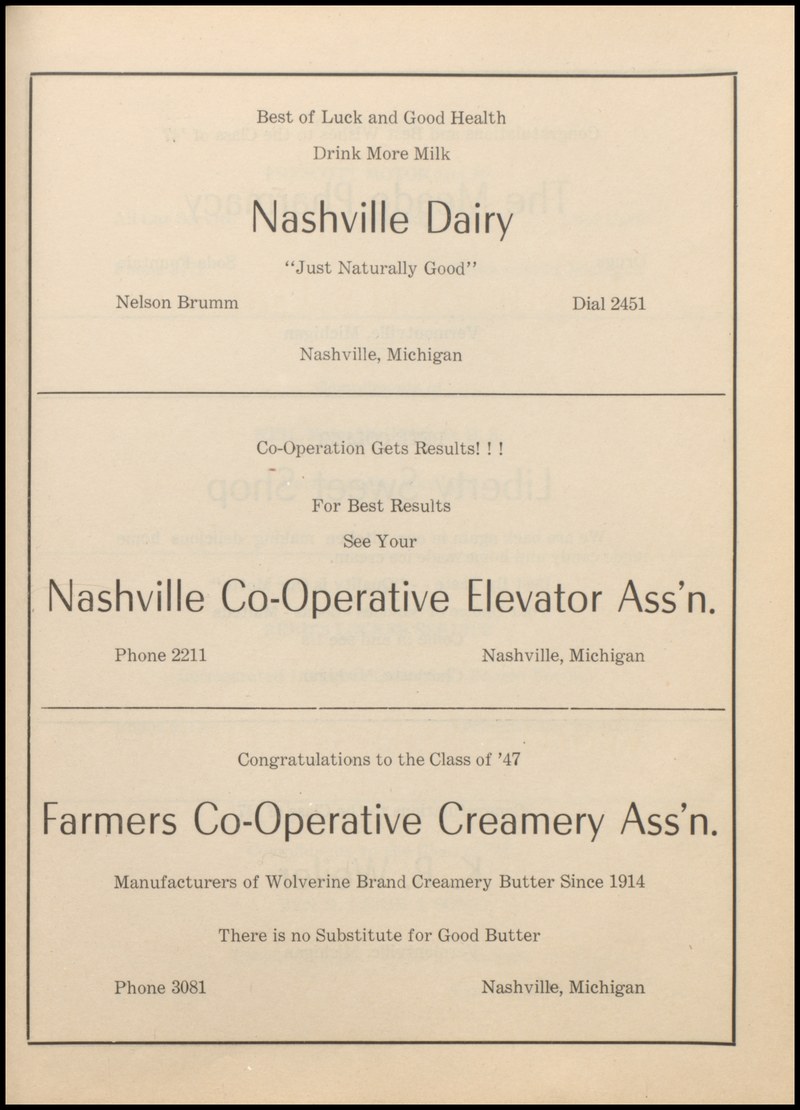 Best of Luck and Good Health
Drink More Milk
Nashville Dairy
“Just Naturally Good”
Nelson Brumm Dial 2451
Nashville, Michigan
Co-Operation Gets Results! ! !
For Best Results
See Your
Nashville Co-Operative Elevator Ass’n.
Phone 2211 Nashville, Michigan
Congratulations to the Class of ’47
Farmers Co-Operative Creamery Ass’n.
Manufacturers of Wolverine Brand Creamery Butter Since 1914
There is no Substitute for Good Butter
Phone 3081 Nashville, Michigan